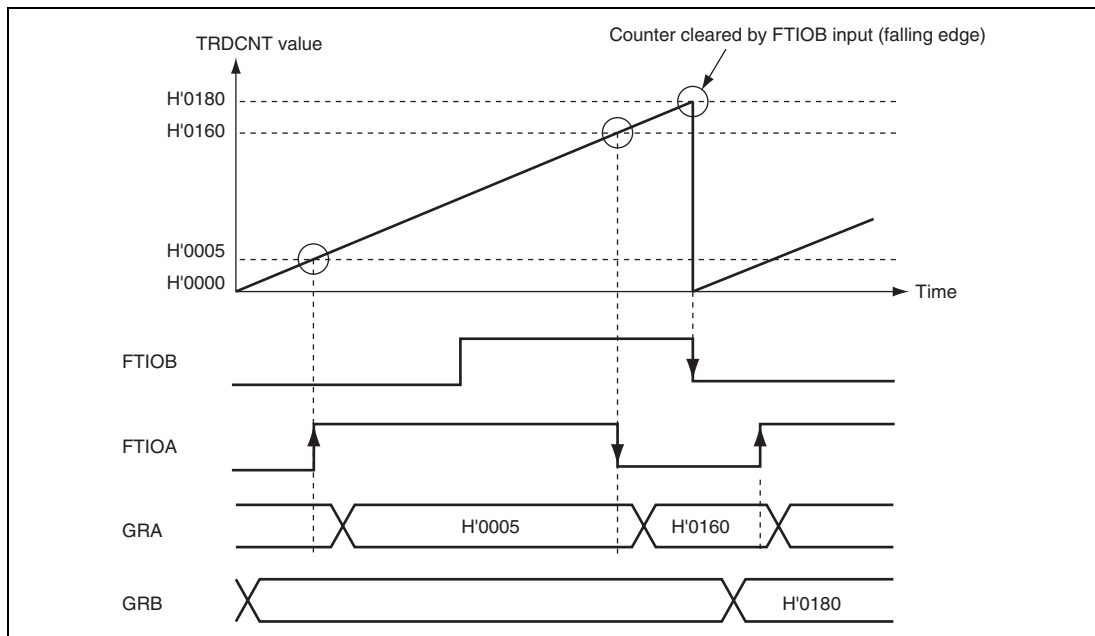 Counter cleared by FTIOB input (falling edge)
TRDCNT value
H'0180
H'0160
H'0005
H'0000
Time
FTIOB
FTIOA
GRA
H'0005
H'0160
GRB
H'0180